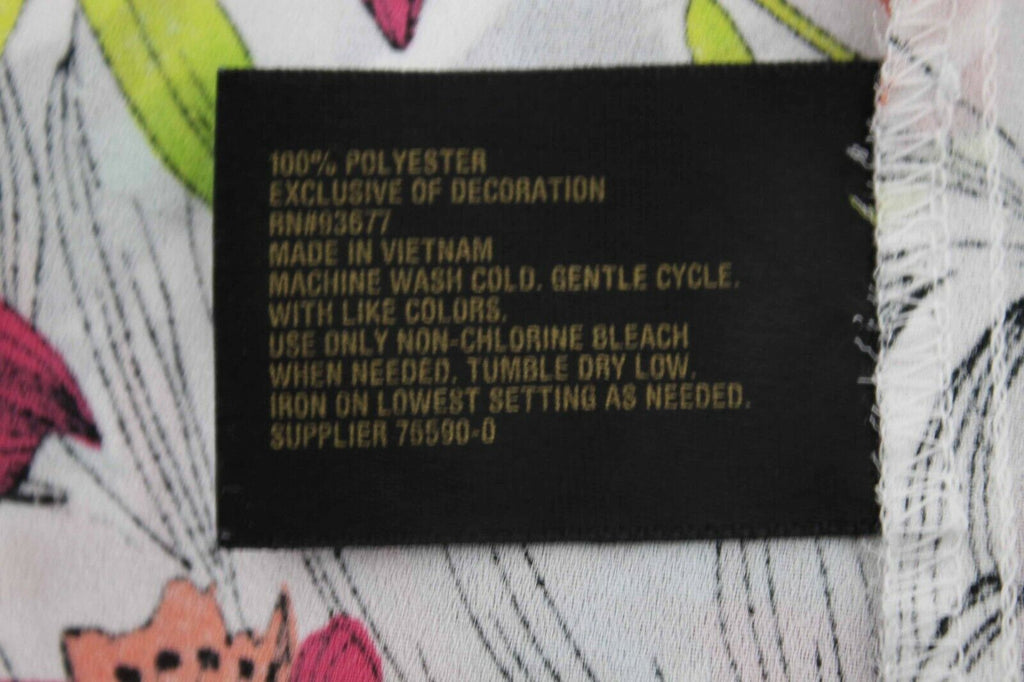 100% POLYESTER
EXCLUSIVE OF DECORATION
RN#93677
MADE IN VIETNAM
MACHINE WASH COLD. GENTLE CYCLE.
WITH LIKE COLORS.
USE ONLY NON-CHLORINE BLEACH
WHEN NEEDED. TUMBLE DRY LOW.
IRON ON LOWEST SETTING AS NEEDED.
SUPPLIER 76590-0